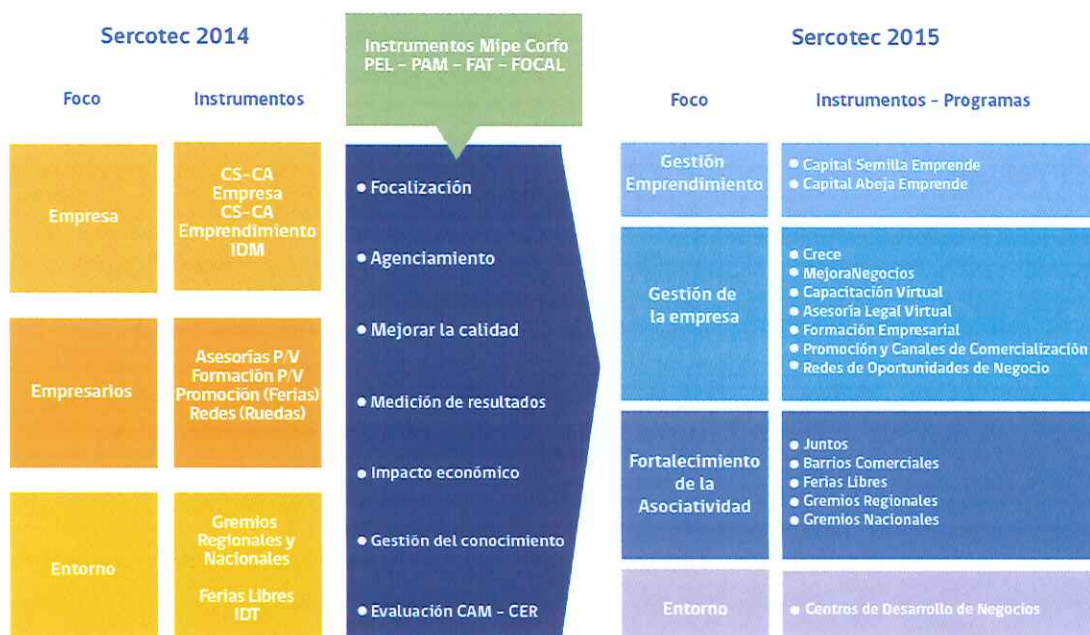 Sercotec 2014
Foco
Instrumentos
Empresa
CS-CA
Empresa
CS-CA
Emprendimiento
IDM
Empresarios
Asesorías P/V
Formación P/V
Promoción (Ferias)
Redes (Ruedas)
Entorno
Gremios
Regionales y
Nacionales
Ferias Libres
IDT
Instrumentos Mipe Corfo
PEL - PAM - FAT - FOCAL
• Focalización
• Agenciamiento
• Mejorar la calidad
• Medición de resultados
• Impacto económico
• Gestión del conocimiento
• Evaluación CAM - CER
Sercotec 2015
Foco
Instrumentos - Programas
Gestión
Emprendimiento
• Capital Semilla Emprende
• Capital Abeja Emprende
Gestión de
la empresa
• Crece
• MejoraNegocios
• Capacitación Virtual
• Asesoría Legal Virtual
• Formación Empresarial
• Promoción y Canales de Comercialización
• Redes de Oportunidades de Negocio
Fortalecimiento
de la
Asociatividad
• Juntos
• Barrios Comerciales
• Ferias Libres
• Gremios Regionales
• Gremios Nacionales
Entorno
• Centros de Desarrollo de Negocios